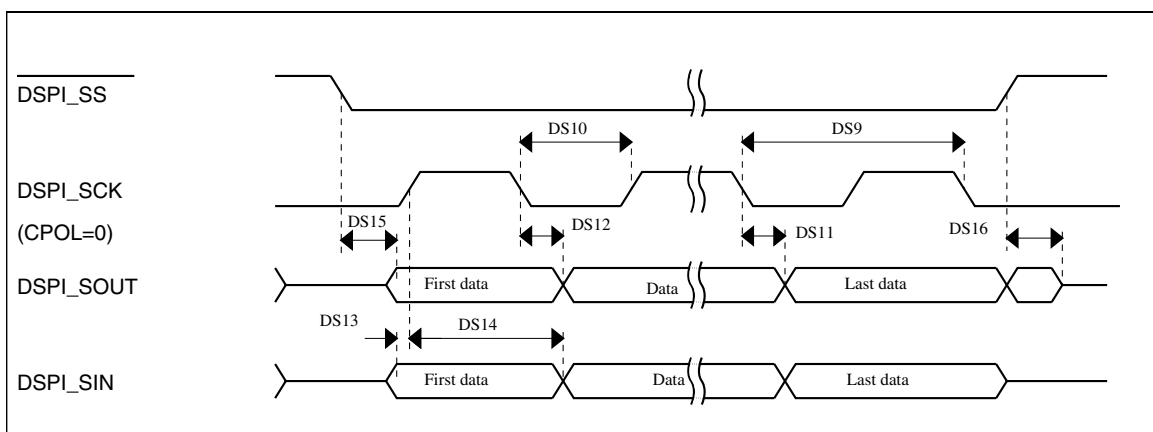 DSPI_SS
DS10
DS9
DSPI_SCK
(CPOL=0)
DS15
DS12
DS11
DS16
DSPI_SOUT
First data
Data
Last data
DS13
DS14
DSPI_SIN
First data
Data
Last data